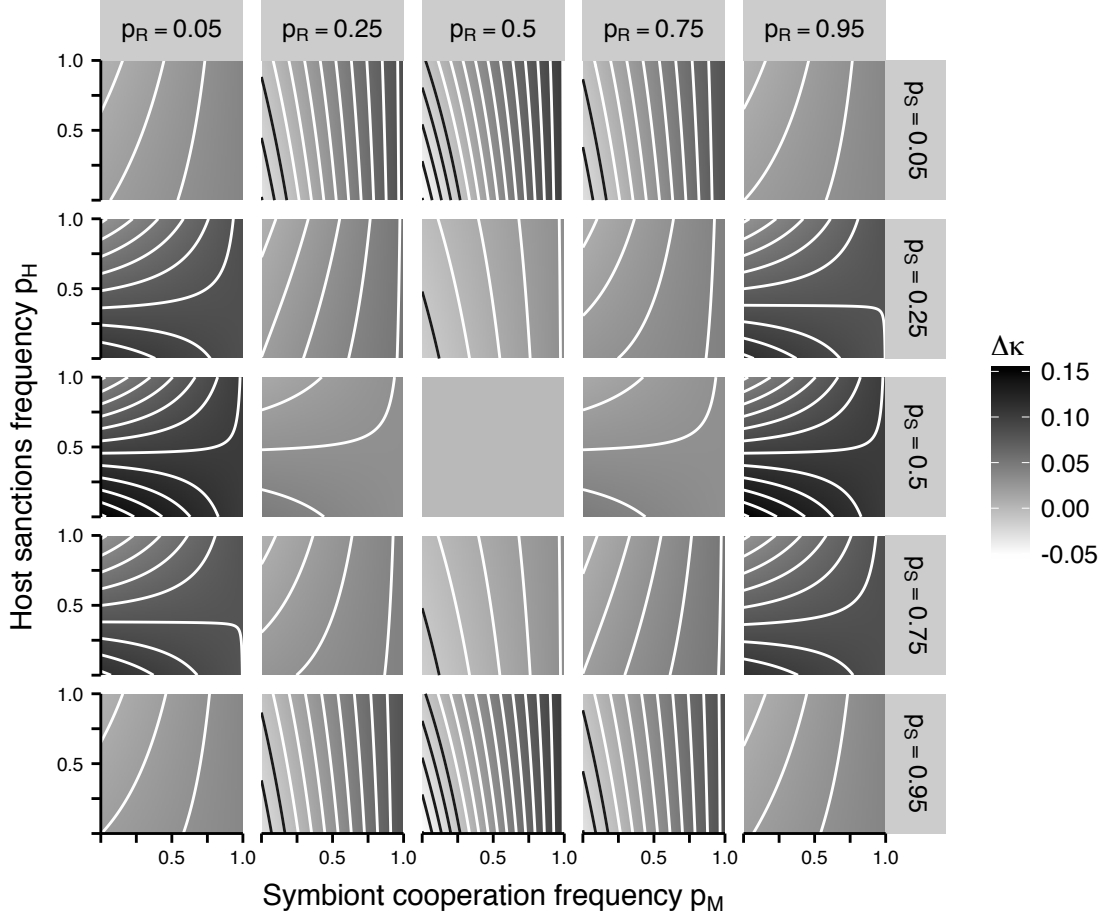 p_R = 0.05 p_R = 0.25 p_R = 0.5 p_R = 0.75 p_R = 0.95
1.0
0.5
p_S = 0.05
1.0
0.5
p_S = 0.25
1.0
0.5
p_S = 0.5
1.0
0.5
p_S = 0.75
1.0
0.5
p_S = 0.95
0.5 1.0 0.5 1.0 0.5 1.0 0.5 1.0 0.5 1.0
Host sanctions frequency p_H
Symbiont cooperation frequency p_M
Δκ
0.15
0.10
0.05
0.00
-0.05